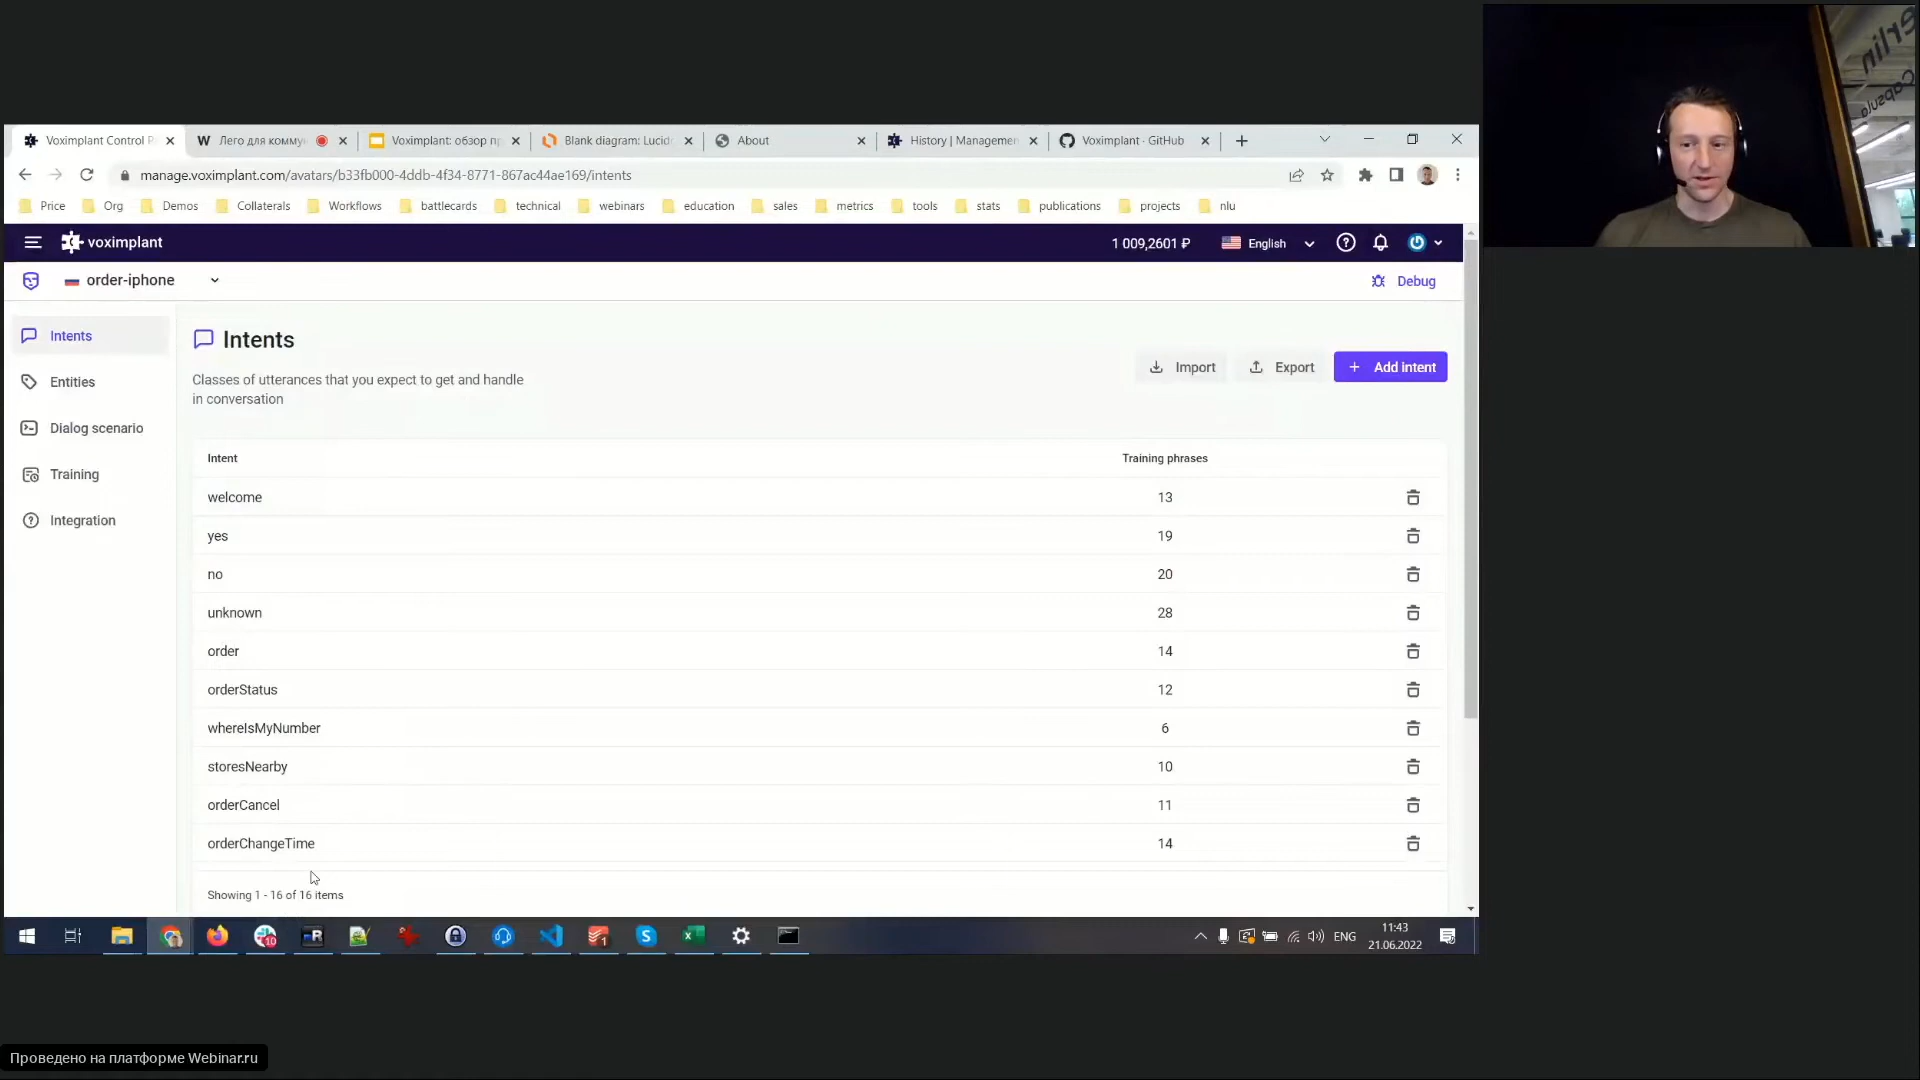 Voximplant Control P
Лего для комму
Voximplant: обзор п
Blank diagram: Lucid
About
History | Managemen
Voximplant · GitHub
manage.voximplant.com/avatars/b33fb000-4ddb-4f34-8771-867ac44ae169/intents
Price
Org
Demos
Collaterals
Workflows
battlecards
technical
webinars
education
sales
metrics
tools
stats
publications
projects
nlu
voximplant
1 009,2601 ₽
English
order-iphone
Debug
Intents
Entities
Dialog scenario
Training
Integration
Intents
Classes of utterances that you expect to get and handle
in conversation
Import
Export
Add intent
Intent Training phrases
welcome 13
yes 19
no 20
unknown 28
order 14
orderStatus 12
whereIsMyNumber 6
storesNearby 10
orderCancel 11
orderChangeTime 14
Showing 1 - 16 of 16 items
ENG
11:43
21.06.2022
erlin
Capsula
Проведено на платформе Webinar.ru